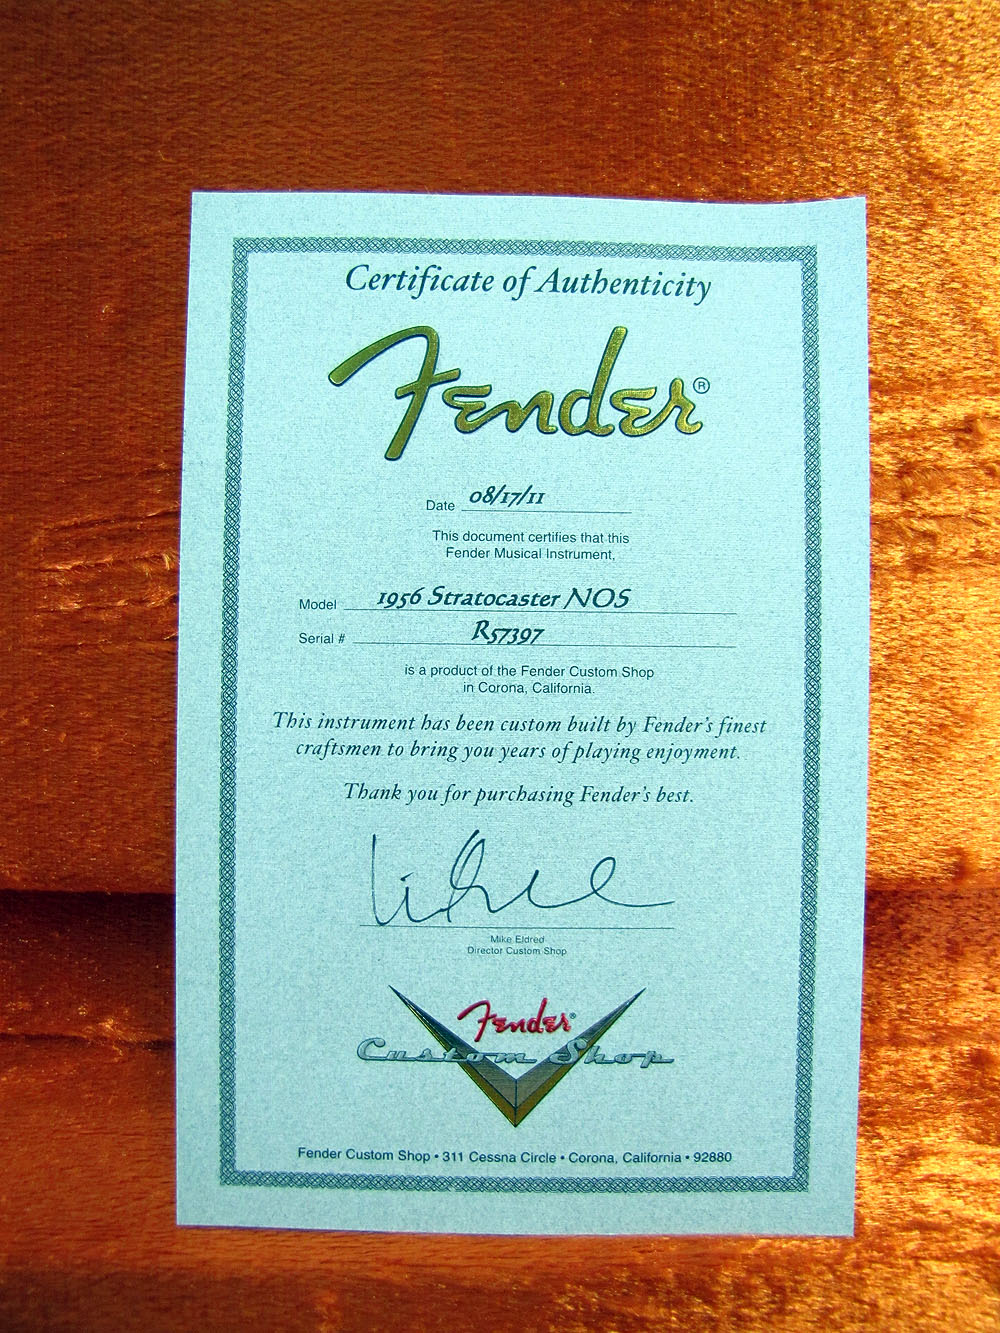 Certificate of Authenticity
Fender®
Date 08/17/11
This document certifies that this
Fender Musical Instrument,
Model 1956 Stratocaster NOS
Serial # R57397
is a product of the Fender Custom Shop
in Corona, California.
This instrument has been custom built by Fender's finest
craftsmen to bring you years of playing enjoyment.
Thank you for purchasing Fender's best.
Mike Eldred
Director Custom Shop
Fender®
Custom Shop
Fender Custom Shop • 311 Cessna Circle • Corona, California • 92880